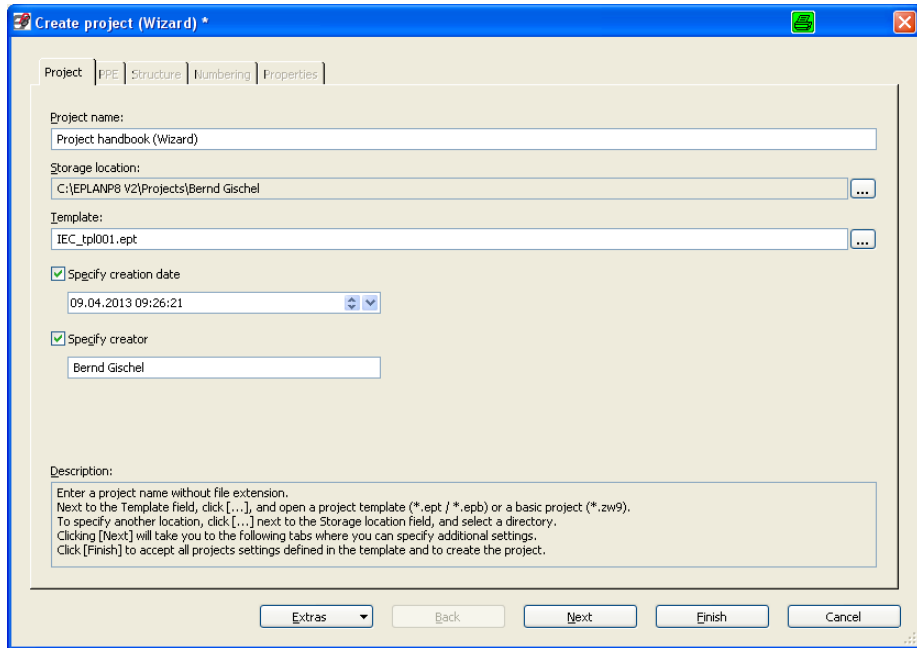 Create project (Wizard) *
Project PPE Structure Numbering Properties
Project name:
Project handbook (Wizard)
Storage location:
C:\EPLANP8 V2\Projects\Bernd Gischel
...
Template:
IEC_tpl001.ept
...
Specify creation date
09.04.2013 09:26:21
Specify creator
Bernd Gischel
Description:
Enter a project name without file extension.
Next to the Template field, click [...], and open a project template (*.ept / *.epb) or a basic project (*.zw9).
To specify another location, click [...] next to the Storage location field, and select a directory.
Clicking [Next] will take you to the following tabs where you can specify additional settings.
Click [Finish] to accept all projects settings defined in the template and to create the project.
Extras Back Next Finish Cancel